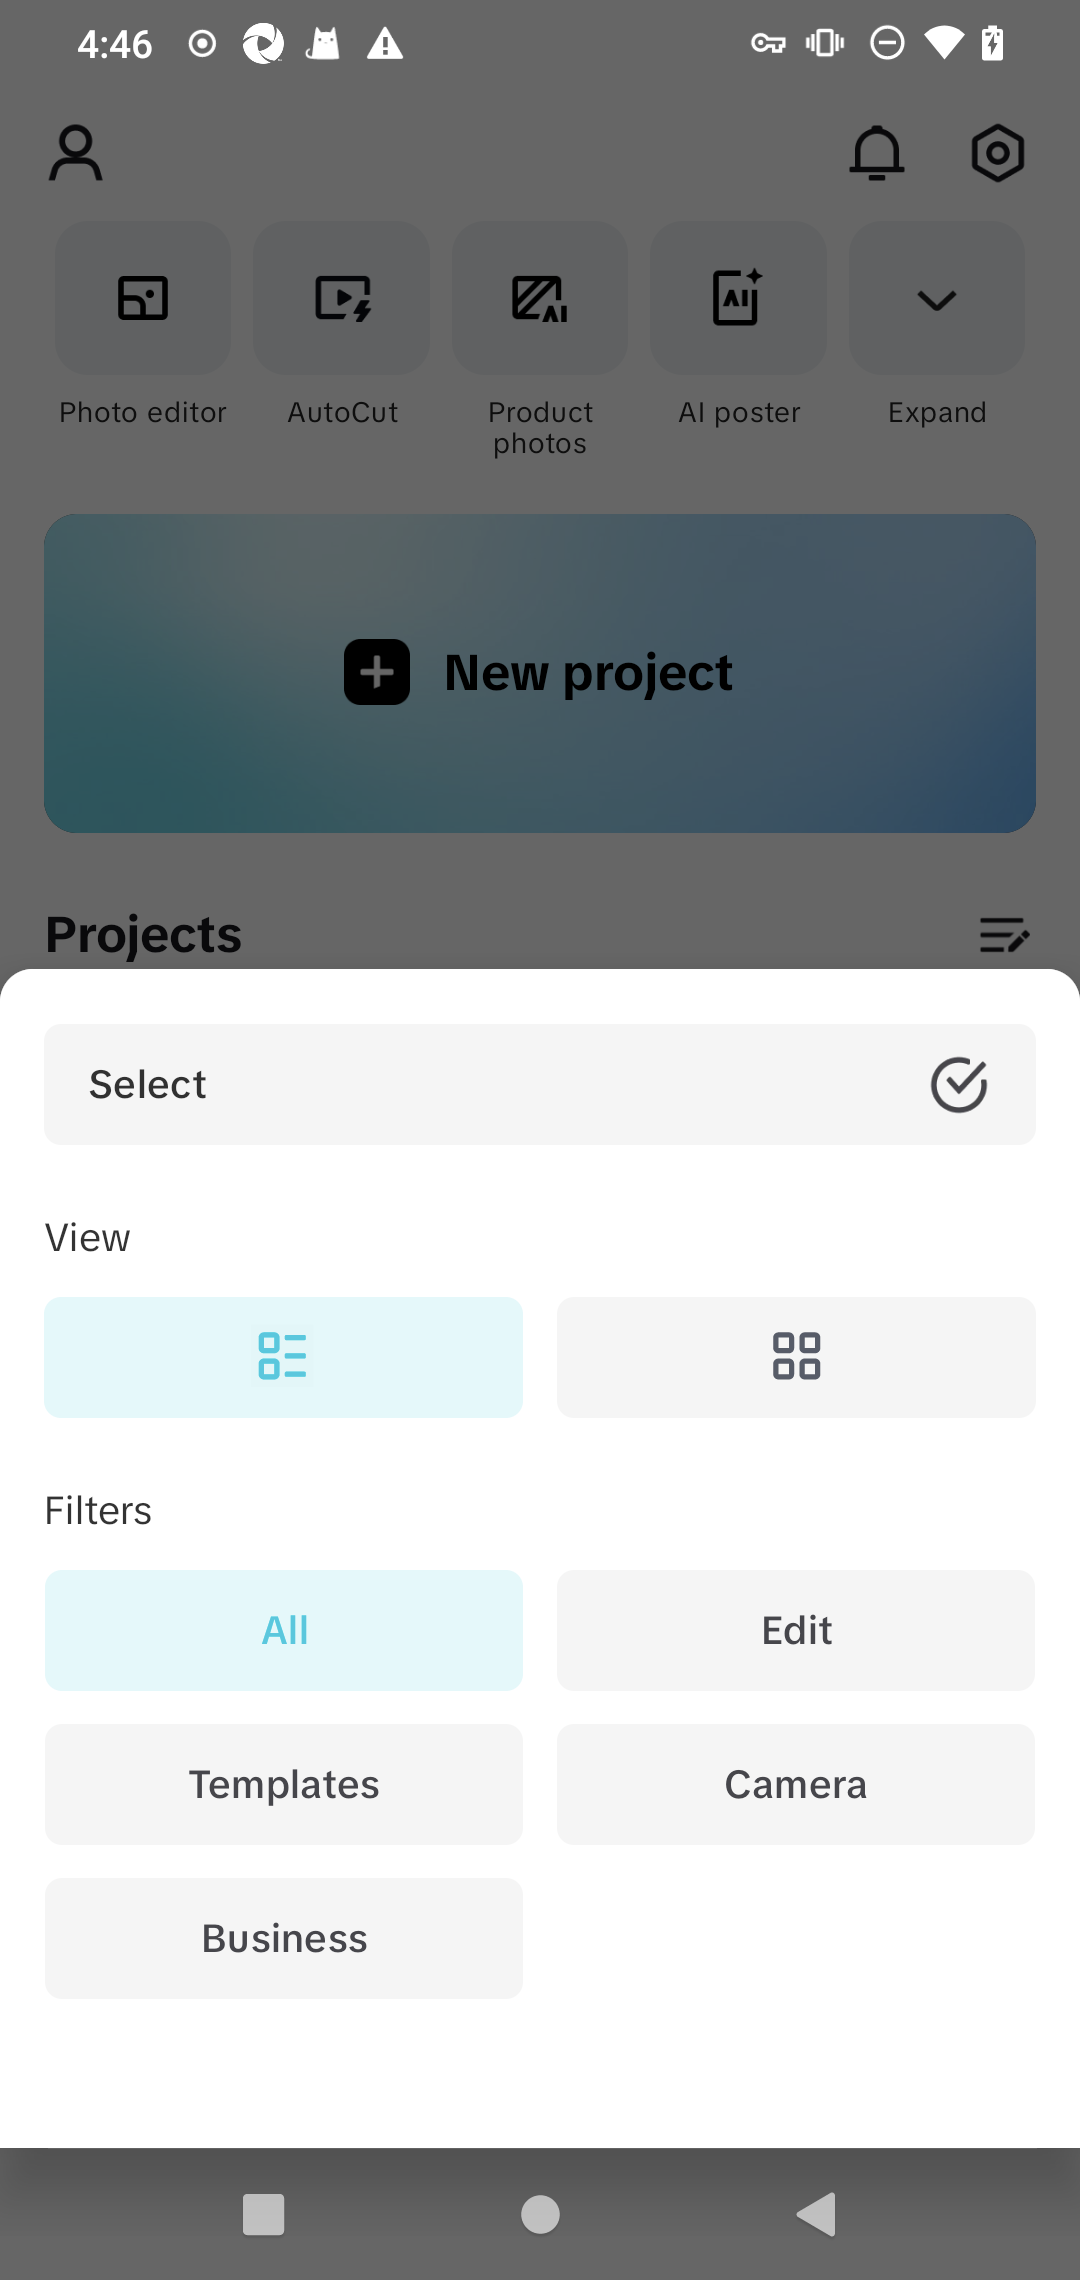 4:46
Photo editor
AutoCut
Product
photos
AI poster
Expand
New project
Projects
Select
View
Filters
All
Edit
Templates
Camera
Business